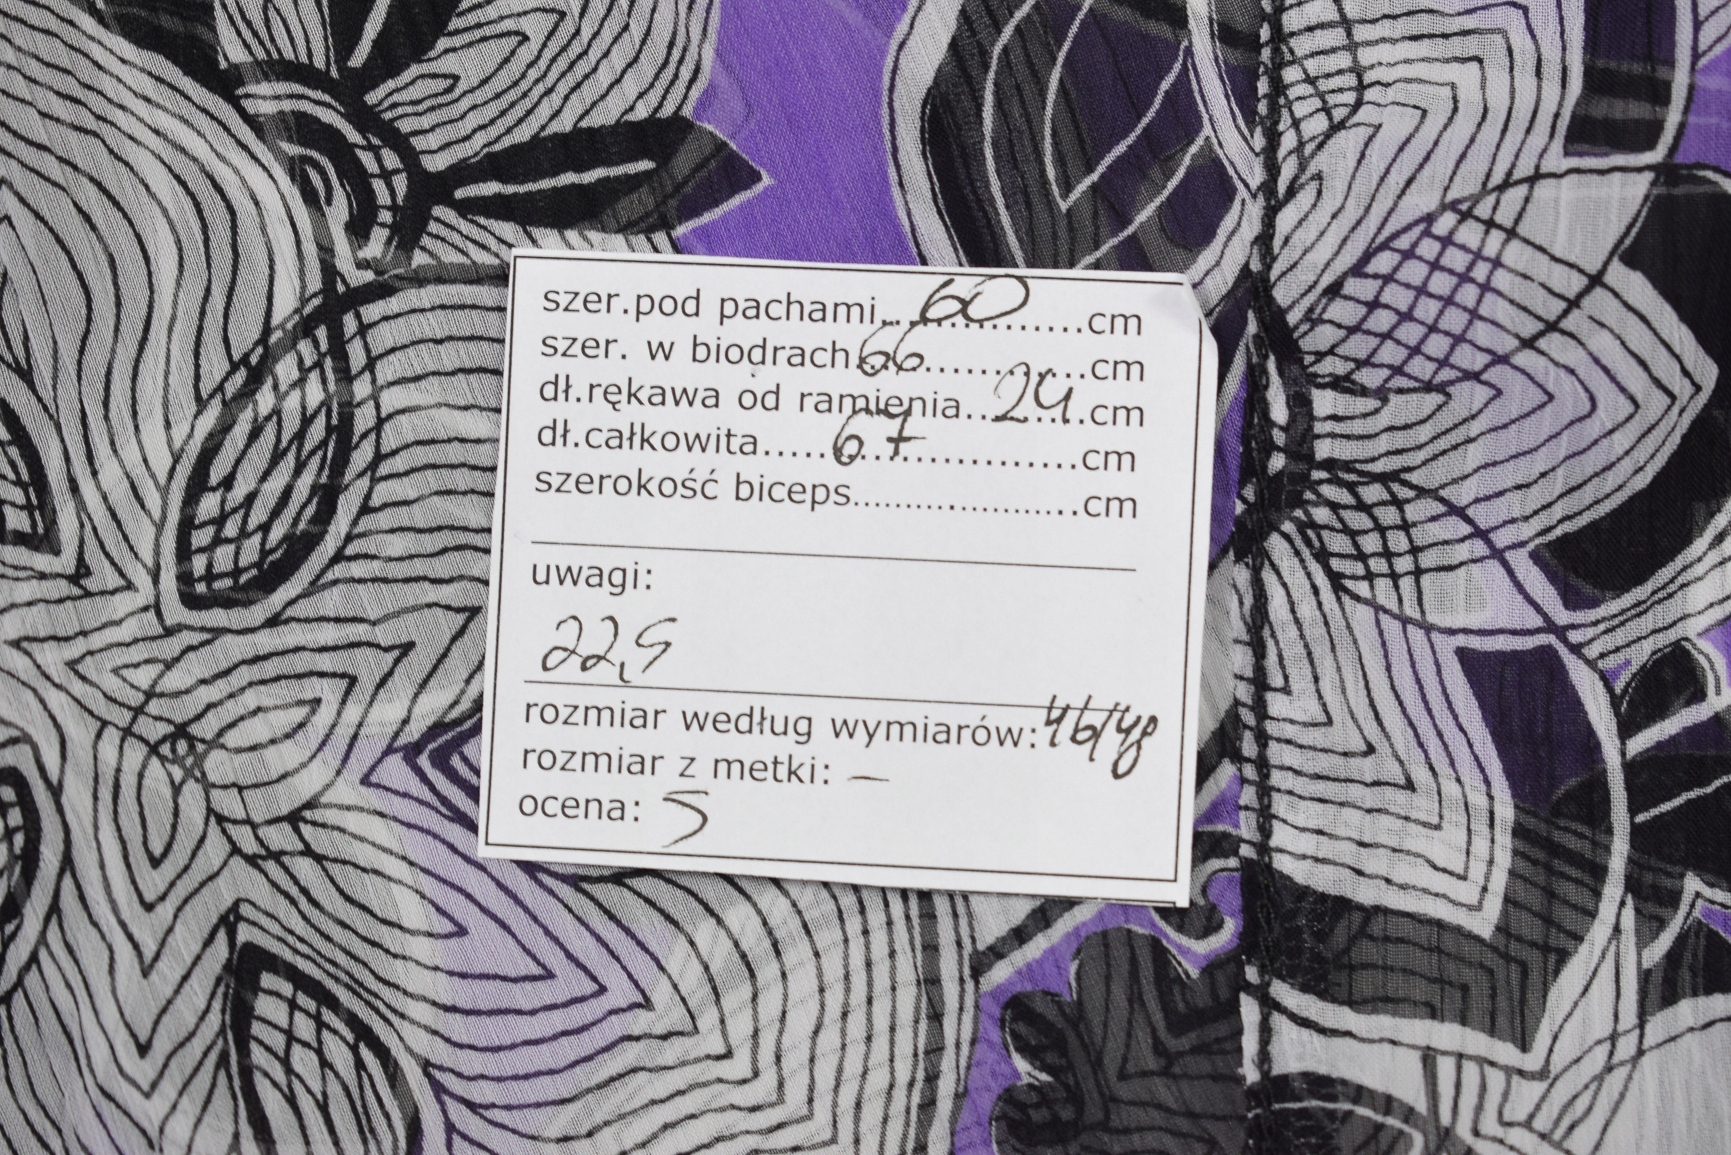 szer.pod pachami..60............cm
szer. w biodrach.66.............cm
dł.rękawa od ramienia...24...cm
dł.całkowita.....67...............cm
szerokość biceps....................cm
uwagi:
22,5
rozmiar według wymiarów:46/48
rozmiar z metki: —
ocena: 5